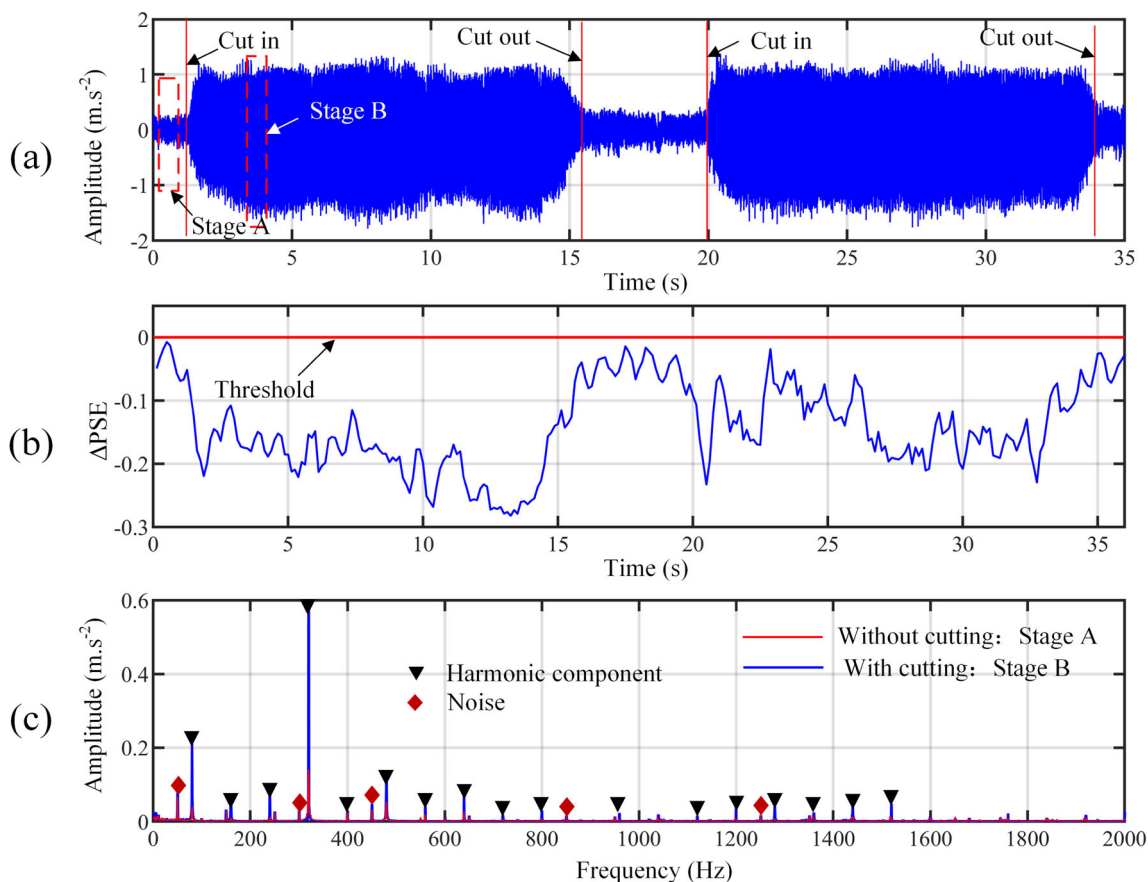 (a)
Amplitude (m.s-2)
2
1
0
-1
-2
Cut in
Cut out
Cut in
Cut out
Stage B
Stage A
0 5 10 15 20 25 30 35
Time (s)
(b)
ΔPSE
0
-0.1
-0.2
-0.3
Threshold
0 5 10 15 20 25 30 35
Time (s)
(c)
Amplitude (m.s-2)
0.6
0.4
0.2
0
Harmonic component
Noise
Without cutting: Stage A
With cutting: Stage B
0 200 400 600 800 1000 1200 1400 1600 1800 2000
Frequency (Hz)